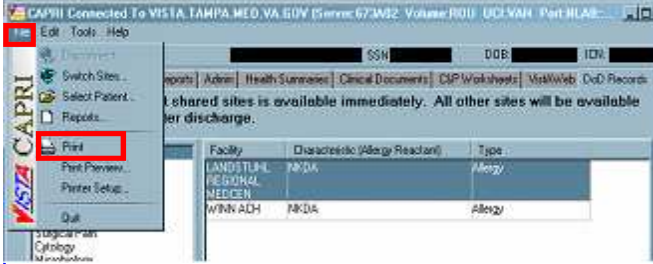 CAPRI Connected To VISTA.TAMPA.MED.VA.GOV (Server:673A02 Volume:ROU UCI:VAH Port:
File Edit Tools Help
Disconnect
SSN DOB: ICN:
Switch Sites...
Reports Admin Health Summaries Clinical Documents C&P Worksheets VistAWeb DoD Records
Select Patient...
t shared sites is available immediately. All other sites will be available
Reports...
er discharge.
Print
Facility Characteristic (Allergy Reactant) Type
Print Preview...
LANDSTUHL REGIONAL MEDCEN NKDA Allergy
Printer Setup...
WINN ACH NKDA Allergy
Quit
Surgical Path
Cytology
Microbiology
VISTA CAPRI